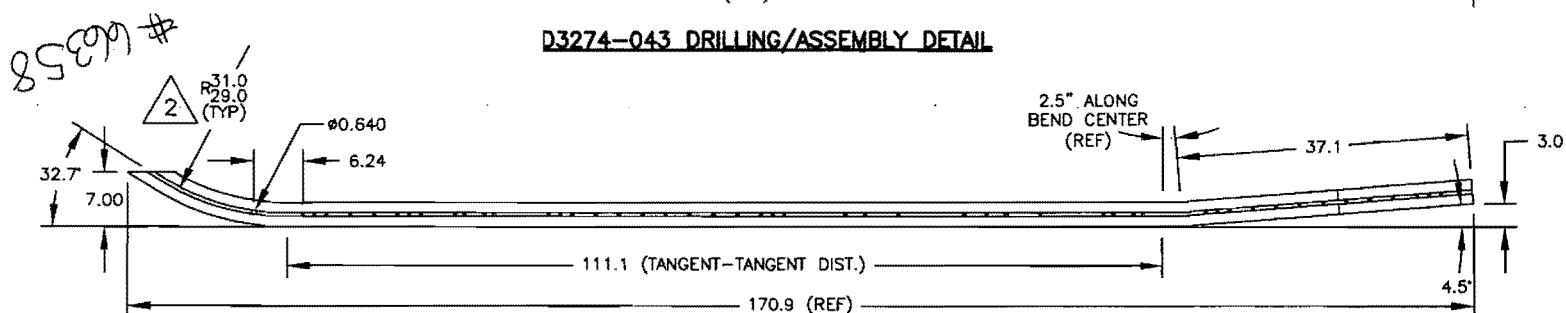 D3274-043 DRILLING/ASSEMBLY DETAIL
#66358
2
R31.0
29.0
(TYP)
ø0.640
6.24
32.7°
7.00
2.5" ALONG
BEND CENTER
(REF)
37.1
3.0
111.1 (TANGENT-TANGENT DIST.)
4.5°
170.9 (REF)